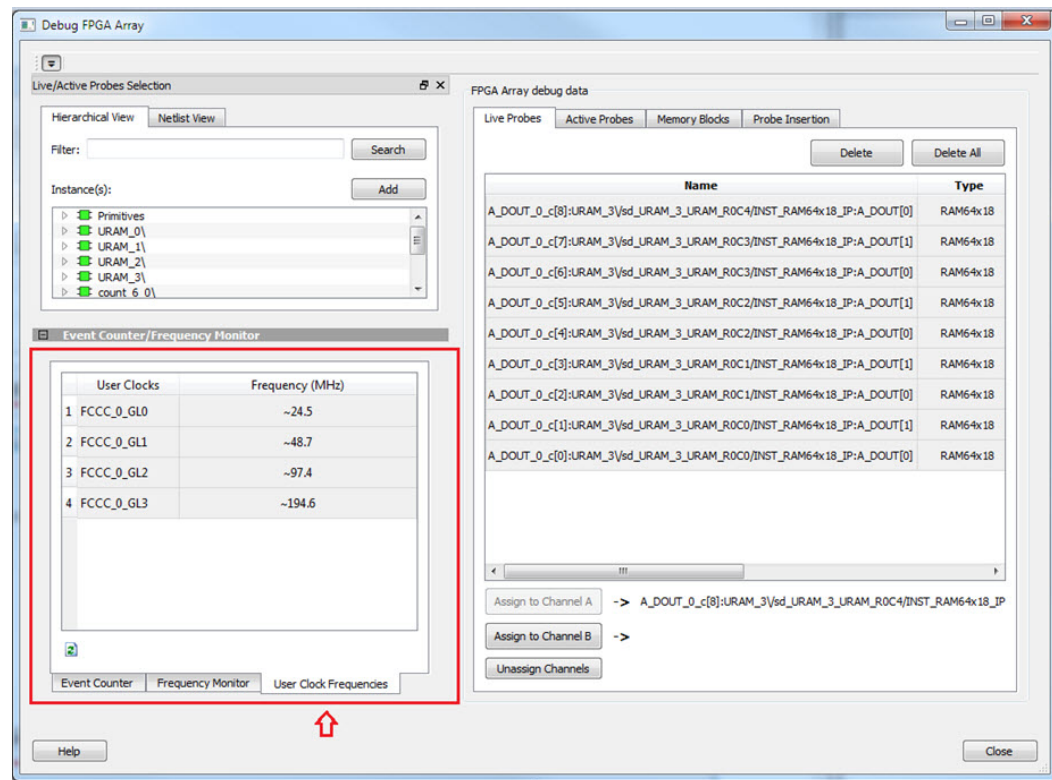 Debug FPGA Array
Live/Active Probes Selection
Hierarchical View Netlist View
Filter: Search
Instance(s): Add
Primitives
URAM_0\
URAM_1\
URAM_2\
URAM_3\
count_6_0\
Event Counter/Frequency Monitor
User Clocks Frequency (MHz)
1 FCCC_0_GL0 ~24.5
2 FCCC_0_GL1 ~48.7
3 FCCC_0_GL2 ~97.4
4 FCCC_0_GL3 ~194.6
Event Counter Frequency Monitor User Clock Frequencies
Help
FPGA Array debug data
Live Probes Active Probes Memory Blocks Probe Insertion
Delete Delete All
Name Type
A_DOUT_0_c[8]:URAM_3\/sd_URAM_3_URAM_R0C4/INST_RAM64x18_IP:A_DOUT[0] RAM64x18
A_DOUT_0_c[7]:URAM_3\/sd_URAM_3_URAM_R0C3/INST_RAM64x18_IP:A_DOUT[1] RAM64x18
A_DOUT_0_c[6]:URAM_3\/sd_URAM_3_URAM_R0C3/INST_RAM64x18_IP:A_DOUT[0] RAM64x18
A_DOUT_0_c[5]:URAM_3\/sd_URAM_3_URAM_R0C2/INST_RAM64x18_IP:A_DOUT[1] RAM64x18
A_DOUT_0_c[4]:URAM_3\/sd_URAM_3_URAM_R0C2/INST_RAM64x18_IP:A_DOUT[0] RAM64x18
A_DOUT_0_c[3]:URAM_3\/sd_URAM_3_URAM_R0C1/INST_RAM64x18_IP:A_DOUT[1] RAM64x18
A_DOUT_0_c[2]:URAM_3\/sd_URAM_3_URAM_R0C1/INST_RAM64x18_IP:A_DOUT[0] RAM64x18
A_DOUT_0_c[1]:URAM_3\/sd_URAM_3_URAM_R0C0/INST_RAM64x18_IP:A_DOUT[1] RAM64x18
A_DOUT_0_c[0]:URAM_3\/sd_URAM_3_URAM_R0C0/INST_RAM64x18_IP:A_DOUT[0] RAM64x18
Assign to Channel A -> A_DOUT_0_c[8]:URAM_3\/sd_URAM_3_URAM_R0C4/INST_RAM64x18_IP
Assign to Channel B ->
Unassign Channels
Close